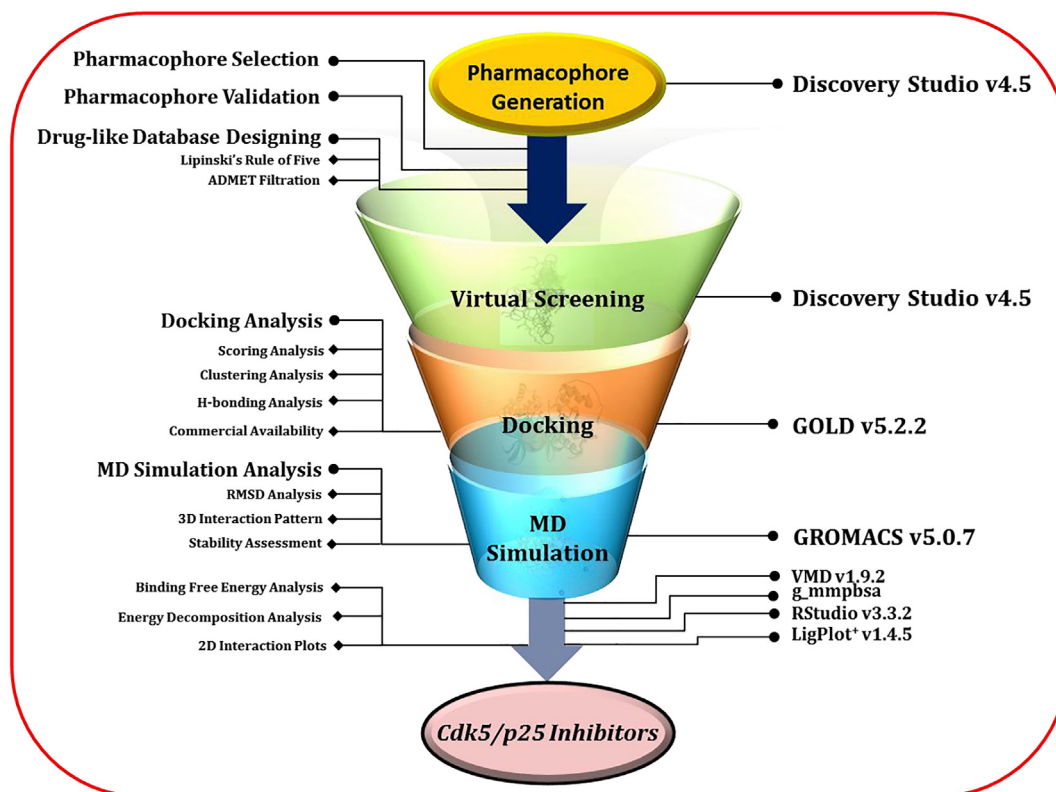 Pharmacophore Selection
Pharmacophore Validation
Drug-like Database Designing
Lipinski's Rule of Five
ADMET Filtration
Pharmacophore
Generation
Discovery Studio v4.5
Virtual Screening
Discovery Studio v4.5
Docking Analysis
Scoring Analysis
Clustering Analysis
H-bonding Analysis
Commercial Availability
Docking
GOLD v5.2.2
MD Simulation Analysis
RMSD Analysis
3D Interaction Pattern
Stability Assessment
MD
Simulation
GROMACS v5.0.7
Binding Free Energy Analysis
Energy Decomposition Analysis
2D Interaction Plots
VMD v1.9.2
g_mmpbsa
RStudio v3.3.2
LigPlot⁺ v1.4.5
Cdk5/p25 Inhibitors